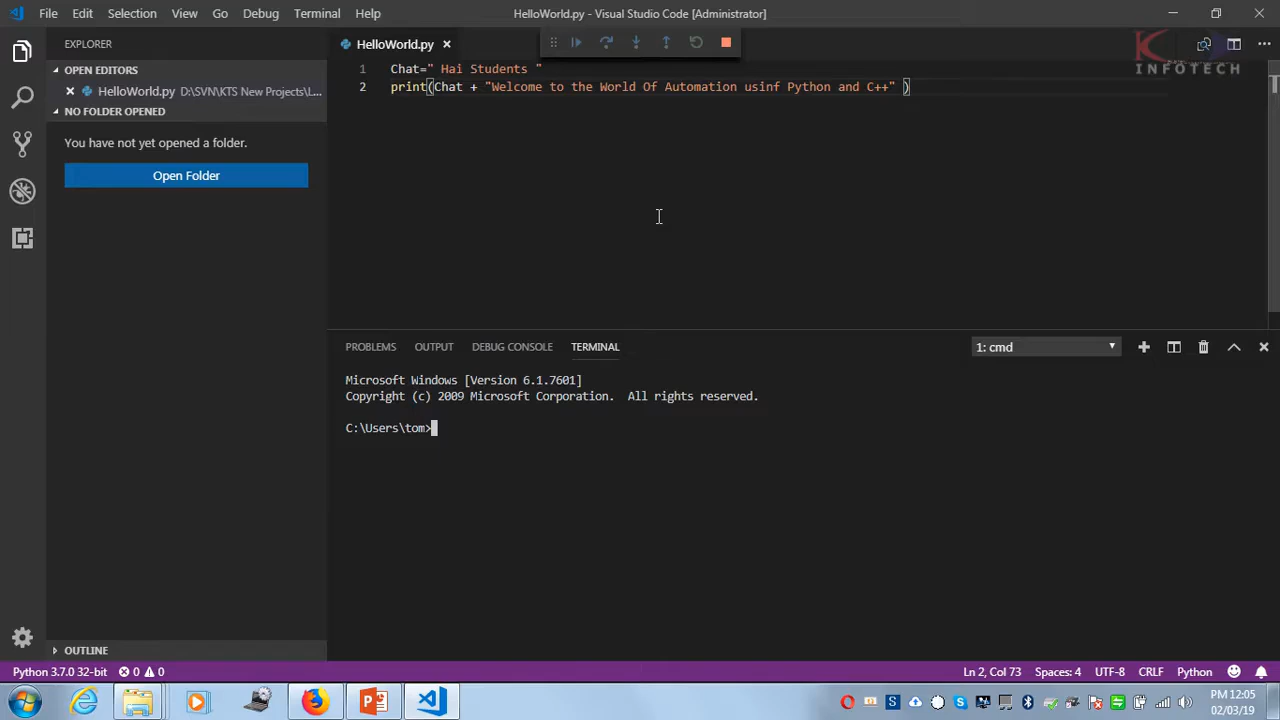 File Edit Selection View Go Debug Terminal Help
HelloWorld.py - Visual Studio Code [Administrator]
EXPLORER
HelloWorld.py
K
INFOTECH
OPEN EDITORS
HelloWorld.py D:\SVN\KTS New Projects\L...
NO FOLDER OPENED
You have not yet opened a folder.
Open Folder
1 Chat=" Hai Students "
2 print(Chat + "Welcome to the World Of Automation usinf Python and C++" )
PROBLEMS OUTPUT DEBUG CONSOLE TERMINAL
1: cmd
Microsoft Windows [Version 6.1.7601]
Copyright (c) 2009 Microsoft Corporation.  All rights reserved.
C:\Users\tom>
OUTLINE
Python 3.7.0 32-bit 0 0
Ln 2, Col 73 Spaces: 4 UTF-8 CRLF Python
PM 12:05
02/03/19